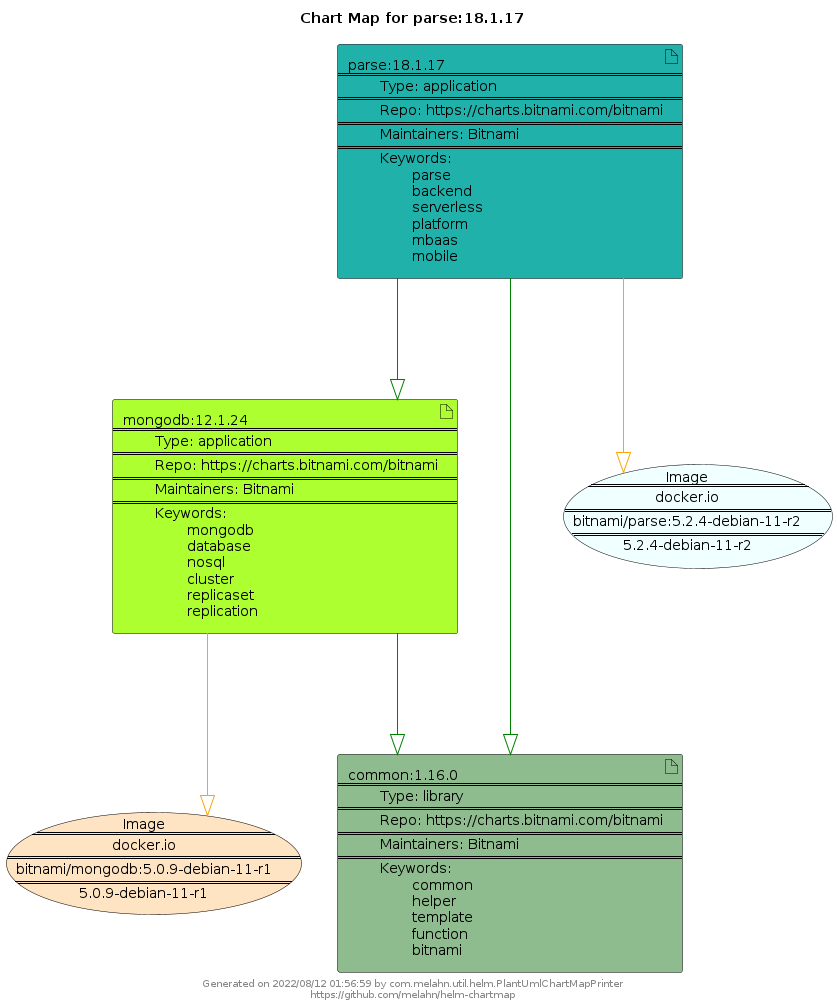 Chart Map for parse:18.1.17
parse:18.1.17
Type: application
Repo: https://charts.bitnami.com/bitnami
Maintainers: Bitnami
Keywords:
parse
backend
serverless
platform
mbaas
mobile
mongodb:12.1.24
Type: application
Repo: https://charts.bitnami.com/bitnami
Maintainers: Bitnami
Keywords:
mongodb
database
nosql
cluster
replicaset
replication
Image
docker.io
bitnami/parse:5.2.4-debian-11-r2
5.2.4-debian-11-r2
Image
docker.io
bitnami/mongodb:5.0.9-debian-11-r1
5.0.9-debian-11-r1
common:1.16.0
Type: library
Repo: https://charts.bitnami.com/bitnami
Maintainers: Bitnami
Keywords:
common
helper
template
function
bitnami
Generated on 2022/08/12 01:56:59 by com.melahn.util.helm.PlantUmlChartMapPrinter
https://github.com/melahn/helm-chartmap